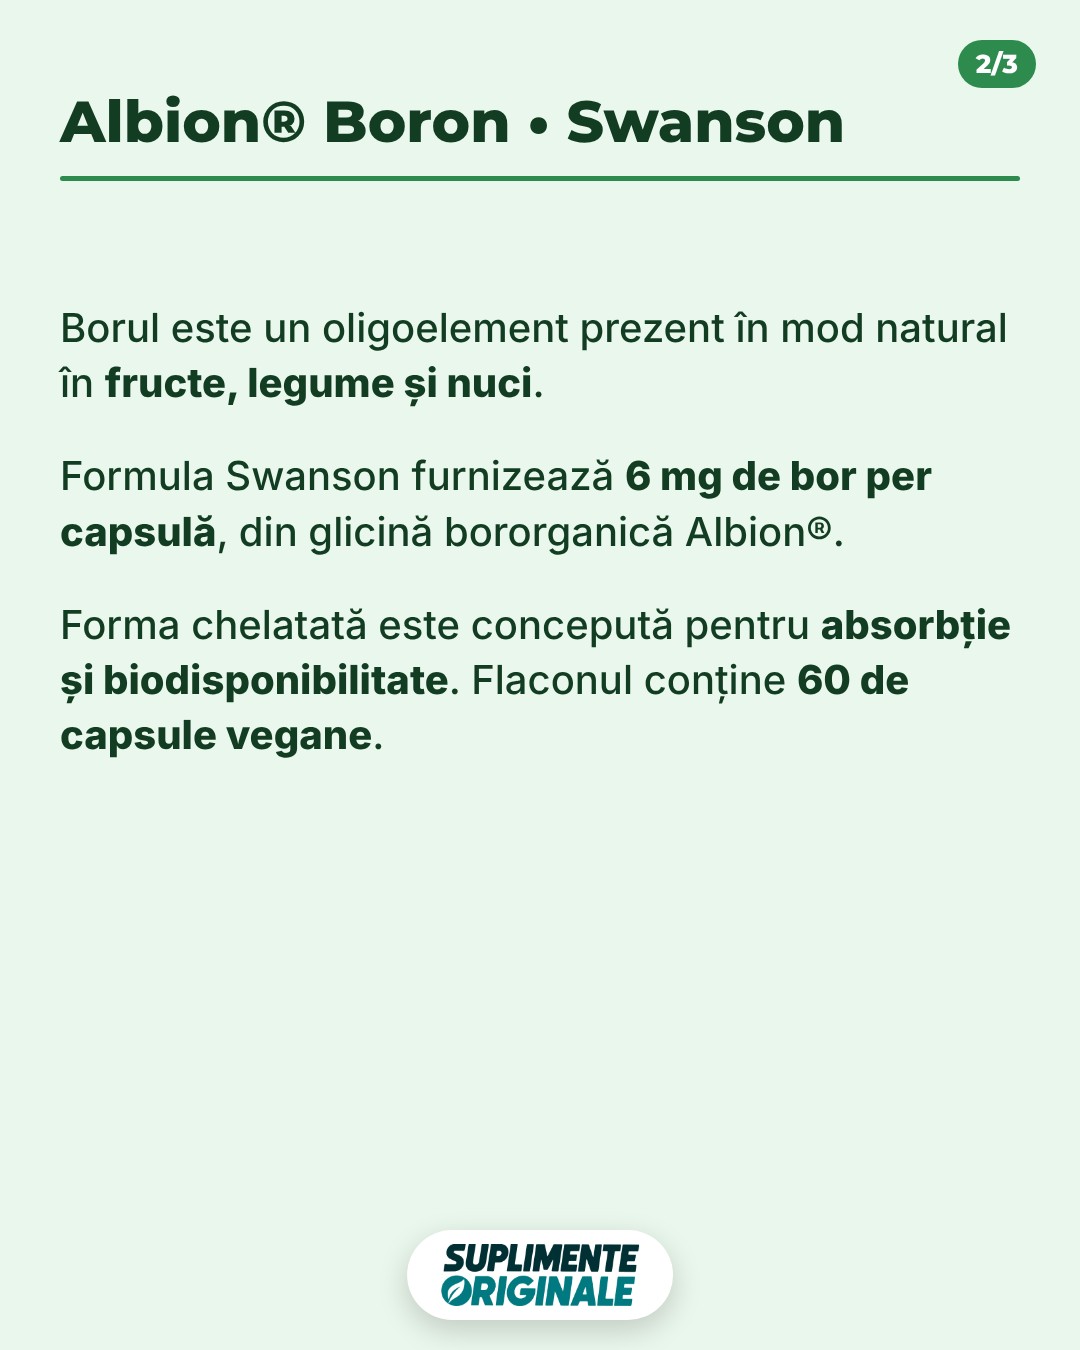 2/3
Albion® Boron • Swanson
Borul este un oligoelement prezent în mod natural
în fructe, legume și nuci.
Formula Swanson furnizează 6 mg de bor per
capsulă, din glicină bororganică Albion®.
Forma chelatată este concepută pentru absorbție
și biodisponibilitate. Flaconul conține 60 de
capsule vegane.
SUPLIMENTE
ORIGINALE